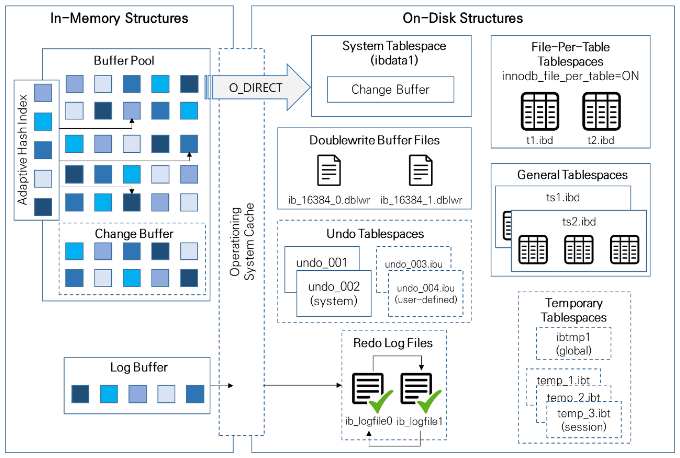 In-Memory Structures
On-Disk Structures
Buffer Pool
Adaptive Hash Index
Change Buffer
Log Buffer
Operationing
System Cache
O_DIRECT
System Tablespace
(ibdata1)
Change Buffer
Doublewrite Buffer Files
ib_16384_0.dblwr
ib_16384_1.dblwr
Undo Tablespaces
undo_001
undo_002
(system)
undo_003.ibu
undo_004.ibu
(user-defined)
Redo Log Files
ib_logfile0
ib_logfile1
File-Per-Table
Tablespaces
innodb_file_per_table=ON
t1.ibd
t2.ibd
General Tablespaces
ts1.ibd
ts2.ibd
Temporary
Tablespaces
ibtmp1
(global)
temp_1.ibt
temp_2.ibt
temp_3.ibt
(session)